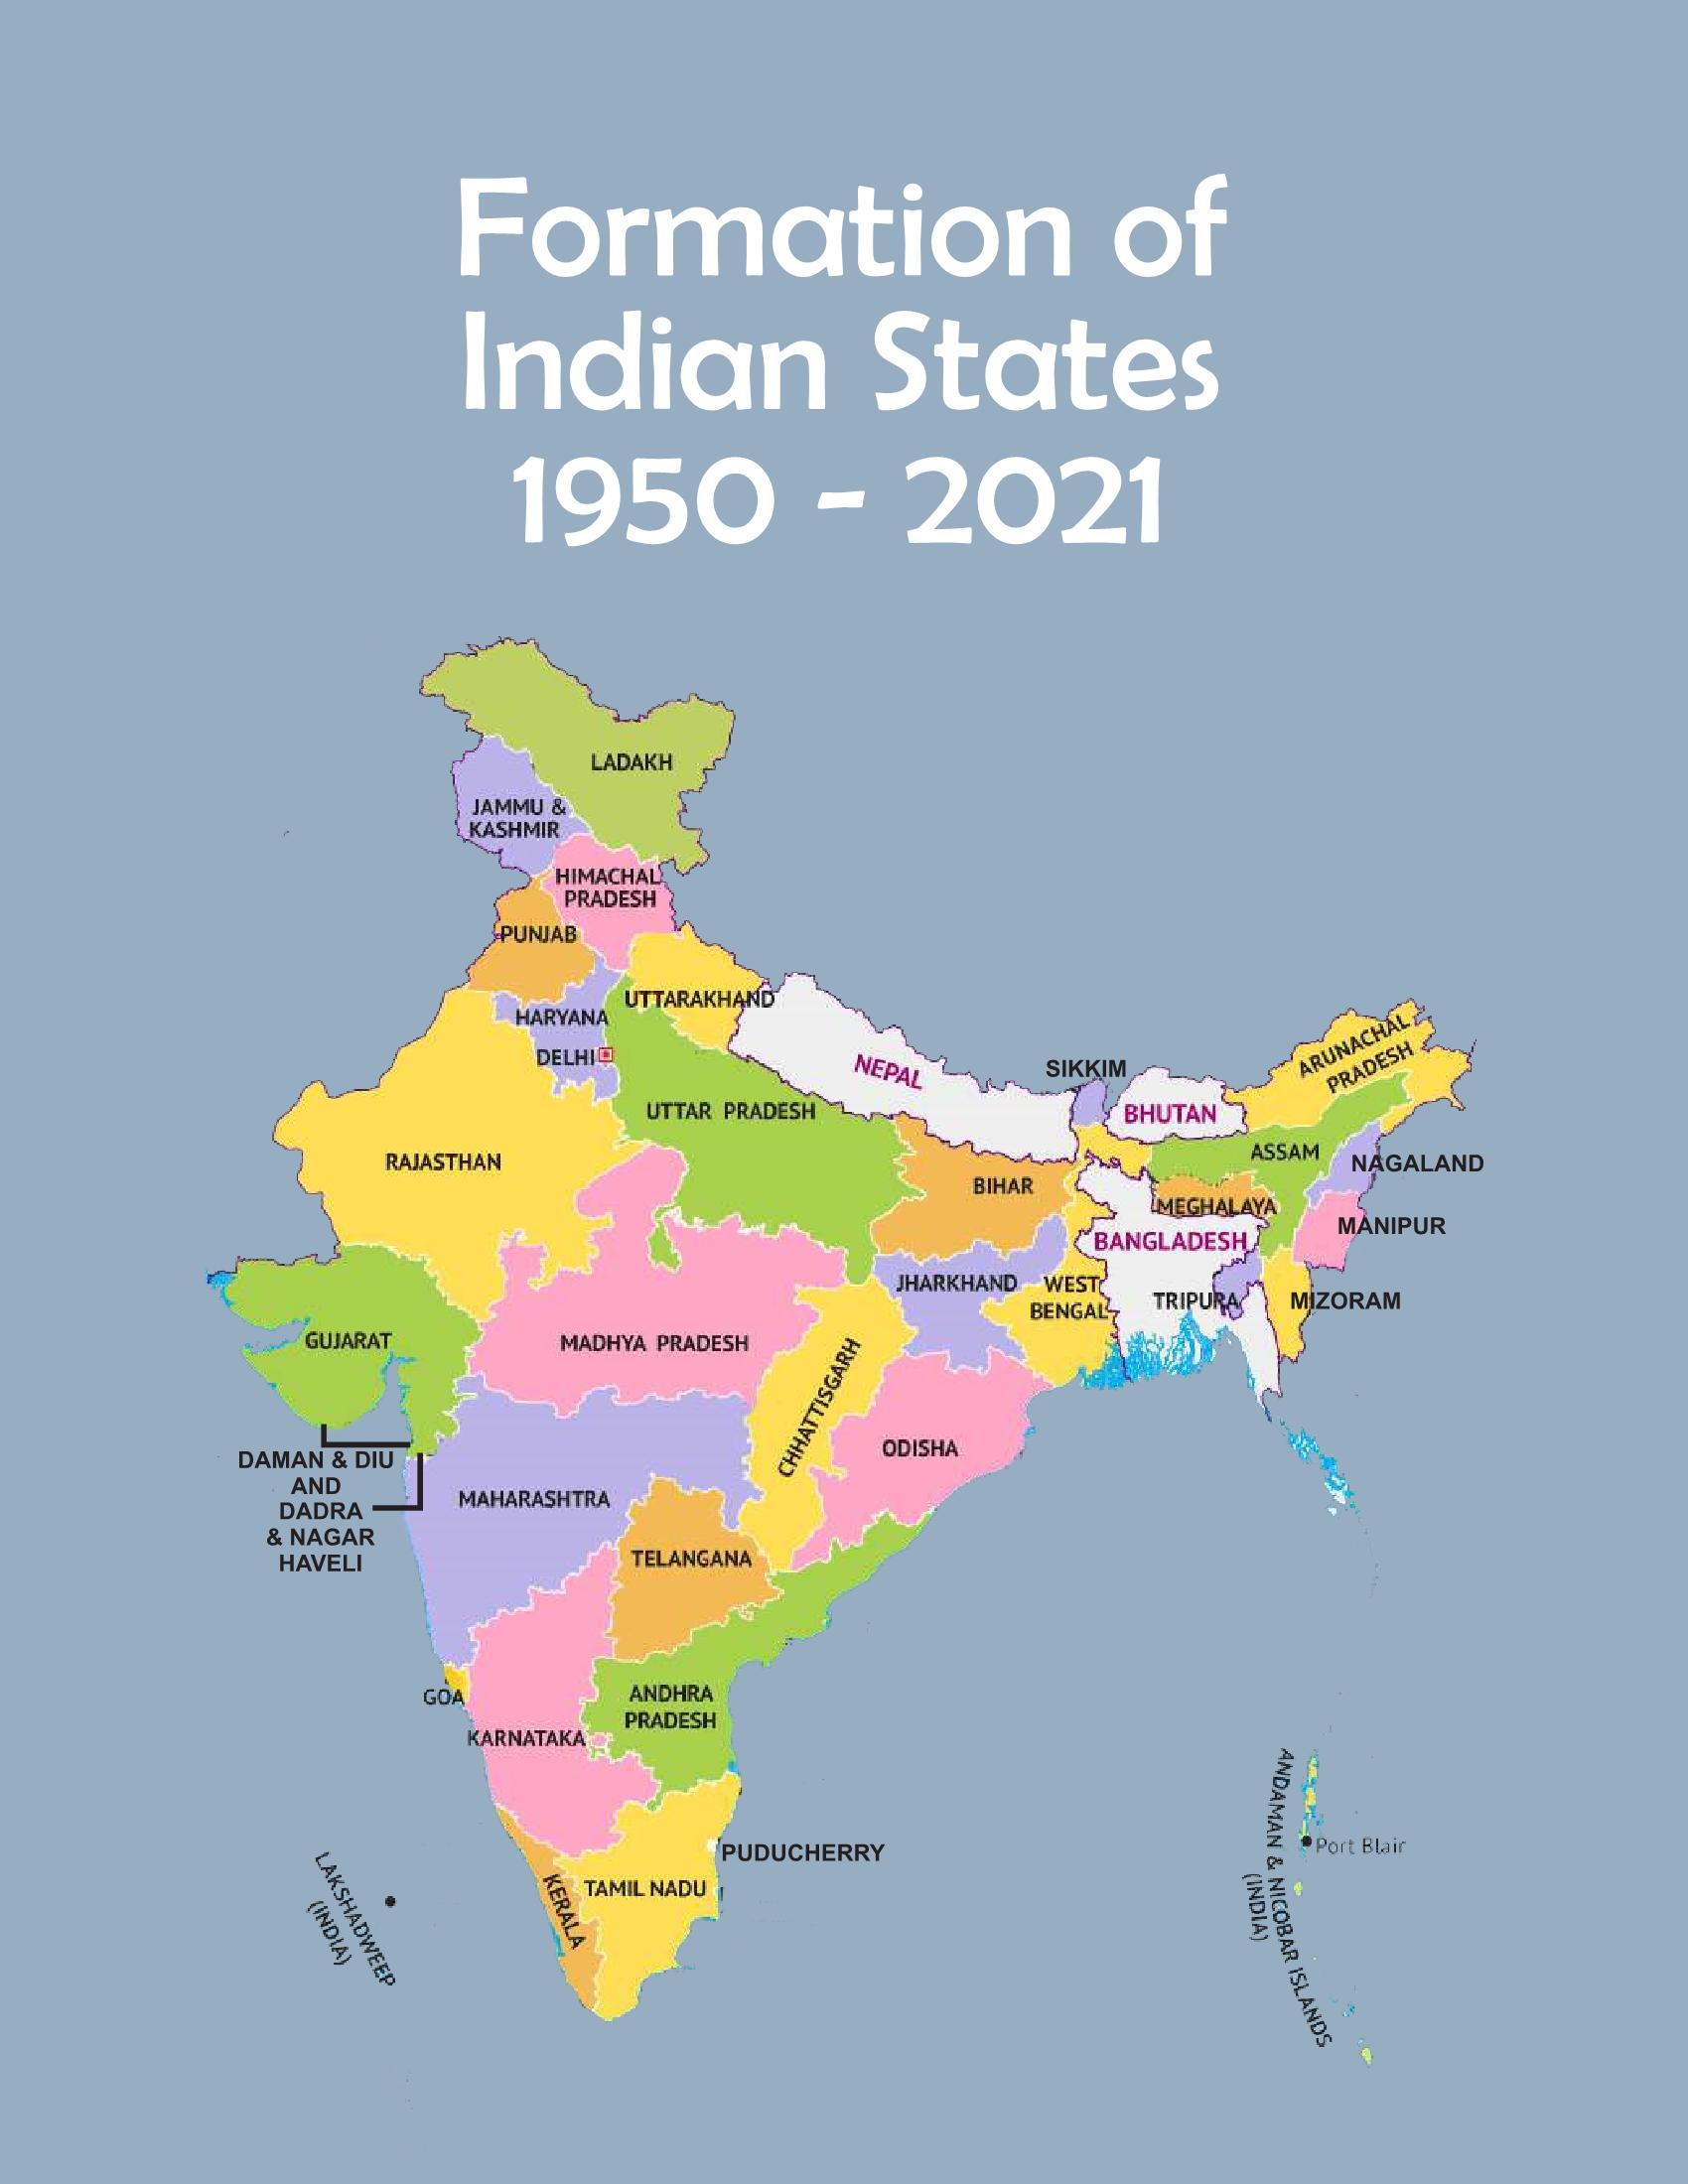 Formation of
Indian States
1950 - 2021
LADAKH
JAMMU &
KASHMIR
HIMACHAL
PRADESH
PUNJAB
UTTARAKHAND
HARYANA
DELHI
NEPAL
SIKKIM
BHUTAN
ARUNACHAL
PRADESH
UTTAR PRADESH
RAJASTHAN
BIHAR
ASSAM
NAGALAND
MEGHALAYA
MANIPUR
BANGLADESH
JHARKHAND
WEST
BENGAL
TRIPURA
MIZORAM
GUJARAT
MADHYA PRADESH
CHHATTISGARH
ODISHA
DAMAN & DIU
AND
DADRA
& NAGAR
HAVELI
MAHARASHTRA
TELANGANA
GOA
ANDHRA
PRADESH
KARNATAKA
PUDUCHERRY
TAMIL NADU
KERALA
LAKSHADWEEP
(INDIA)
Port Blair
ANDAMAN & NICOBAR ISLANDS
(INDIA)